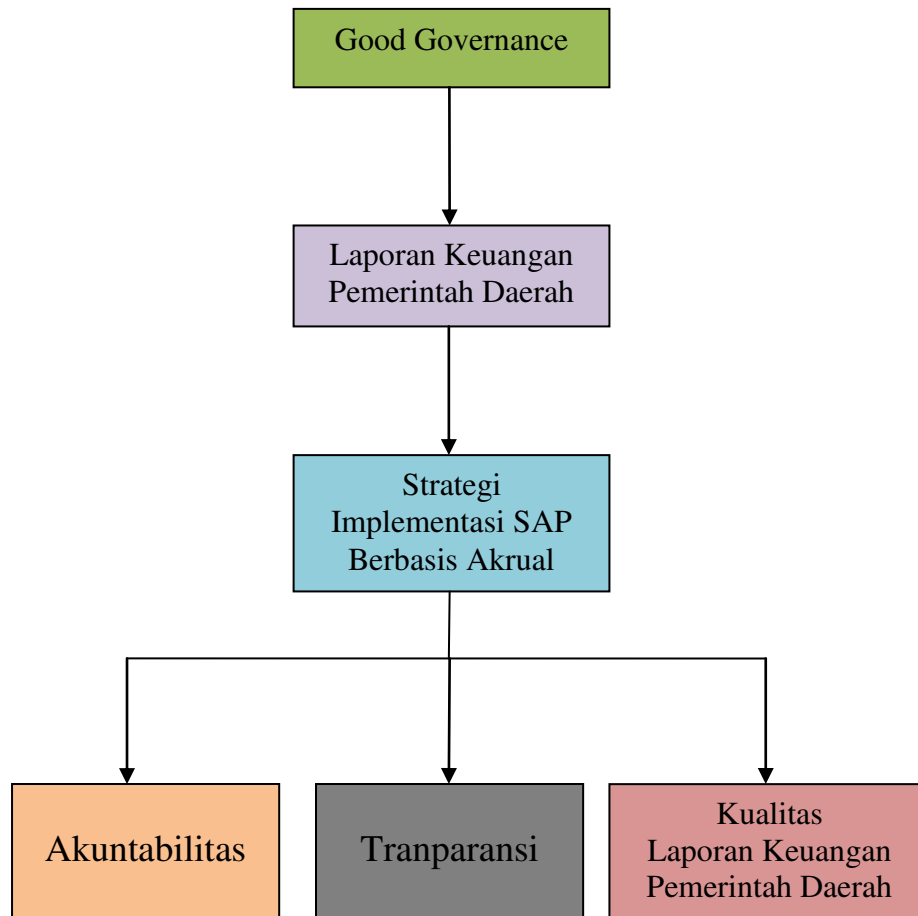 Good Governance
Laporan Keuangan
Pemerintah Daerah
Strategi
Implementasi SAP
Berbasis Akrual
Akuntabilitas
Tranparansi
Kualitas
Laporan Keuangan
Pemerintah Daerah